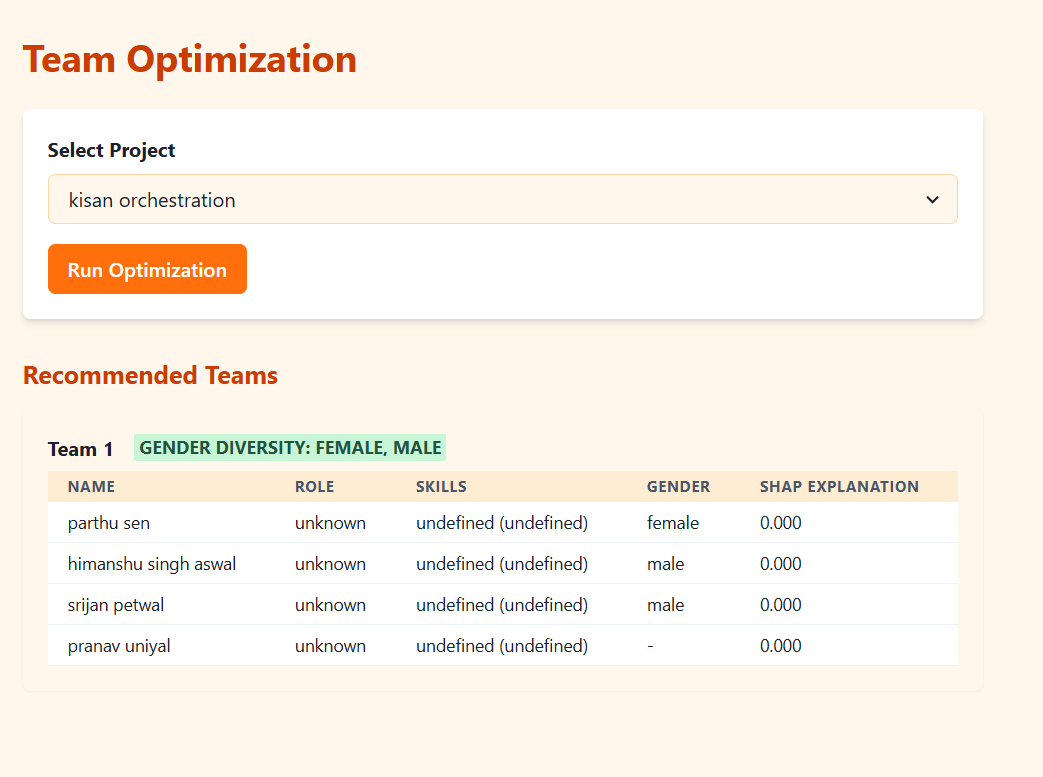 Team Optimization
Select Project
kisan orchestration
Run Optimization
Recommended Teams
Team 1 GENDER DIVERSITY: FEMALE, MALE
NAME ROLE SKILLS GENDER SHAP EXPLANATION
parthu sen unknown undefined (undefined) female 0.000
himanshu singh aswal unknown undefined (undefined) male 0.000
srijan petwal unknown undefined (undefined) male 0.000
pranav uniyal unknown undefined (undefined) - 0.000